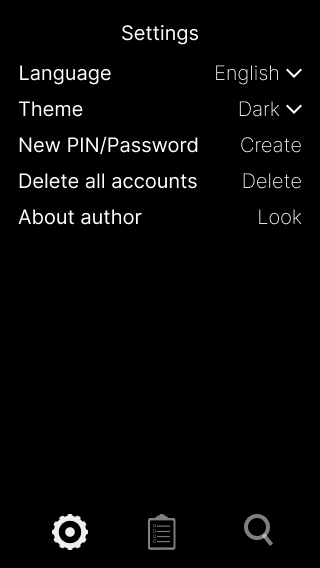 Settings
Language English
Theme Dark
New PIN/Password Create
Delete all accounts Delete
About author Look